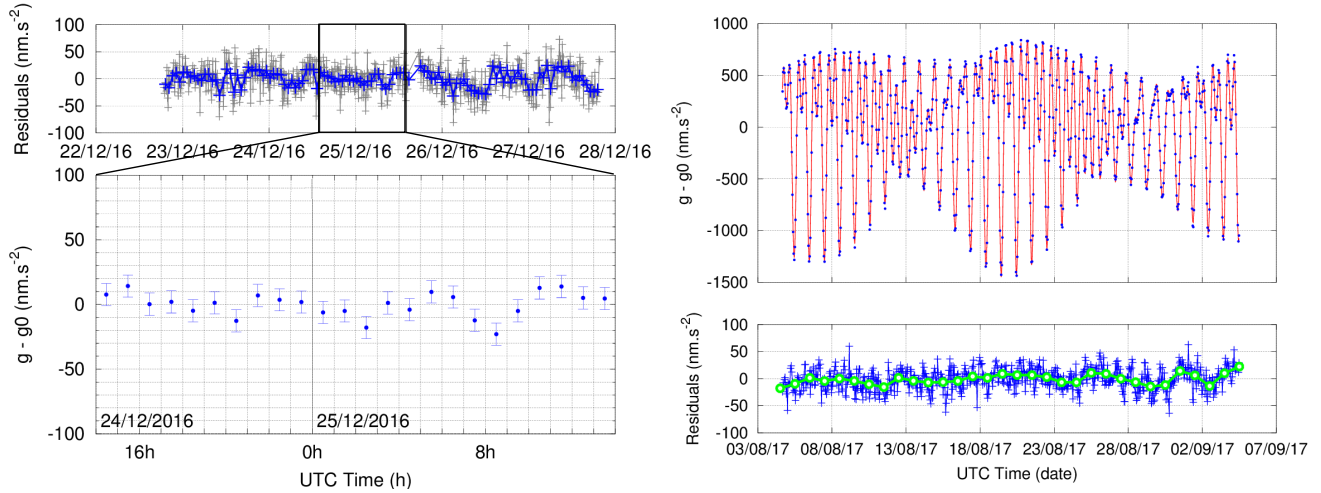 Residuals (nm.s⁻²)
100
50
0
-50
-100
22/12/16 23/12/16 24/12/16 25/12/16 26/12/16 27/12/16 28/12/16
g - g0 (nm.s⁻²)
100
50
0
-50
-100
24/12/2016 25/12/2016
16h 0h 8h
UTC Time (h)
g - g0 (nm.s⁻²)
1000
500
0
-500
-1000
-1500
Residuals (nm.s⁻²)
100
50
0
-50
-100
03/08/17 08/08/17 13/08/17 18/08/17 23/08/17 28/08/17 02/09/17 07/09/17
UTC Time (date)